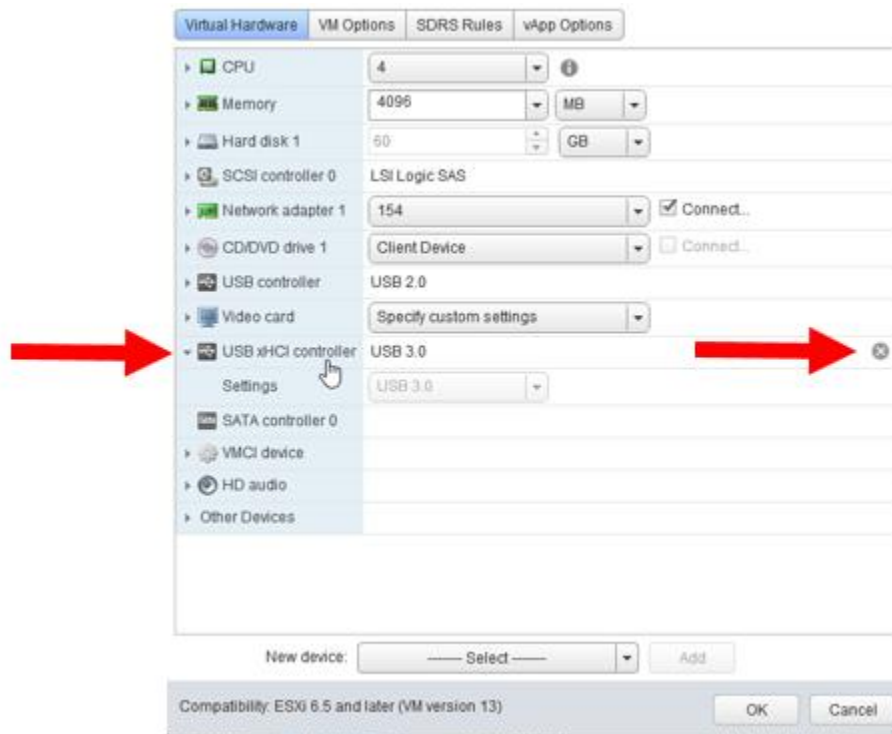 Virtual Hardware VM Options SDRS Rules vApp Options
CPU 4
Memory 4096 MB
Hard disk 1 60 GB
SCSI controller 0 LSI Logic SAS
Network adapter 1 154 Connect...
CD/DVD drive 1 Client Device Connect...
USB controller USB 2.0
Video card Specify custom settings
USB xHCI controller USB 3.0
Settings USB 3.0
SATA controller 0
VMCI device
HD audio
Other Devices
New device: ------- Select ------- Add
Compatibility: ESXi 6.5 and later (VM version 13) OK Cancel